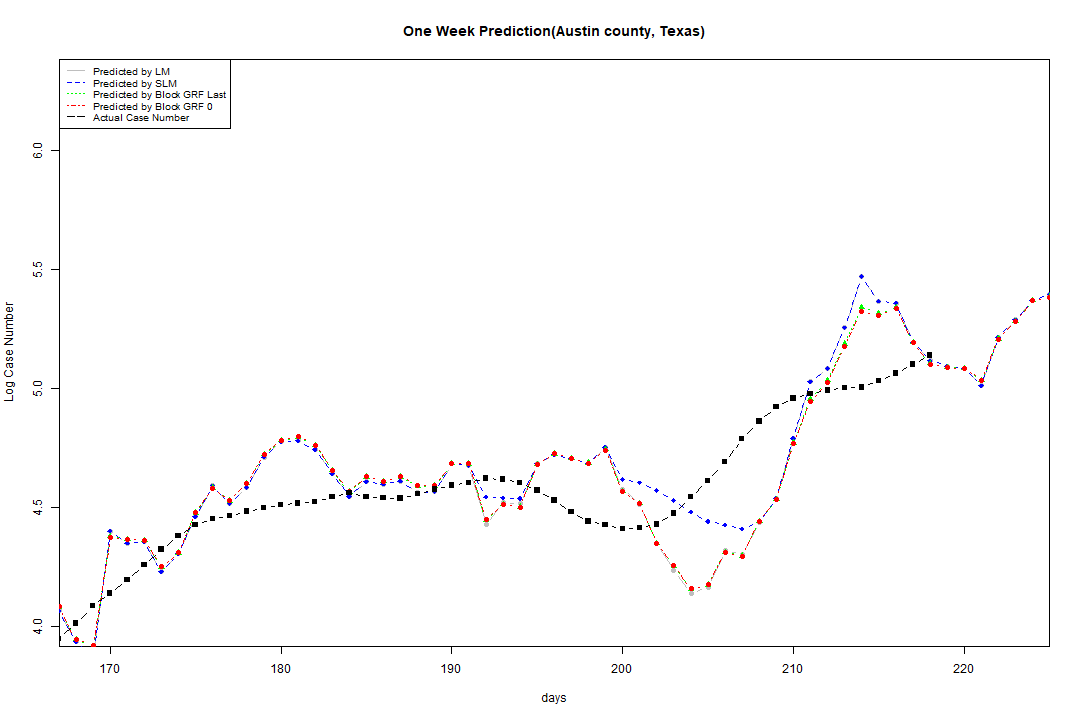 One Week Prediction(Austin county, Texas)
Predicted by LM
Predicted by SLM
Predicted by Block GRF Last
Predicted by Block GRF 0
Actual Case Number
6.0
5.5
5.0
4.5
4.0
Log Case Number
170 180 190 200 210 220
days